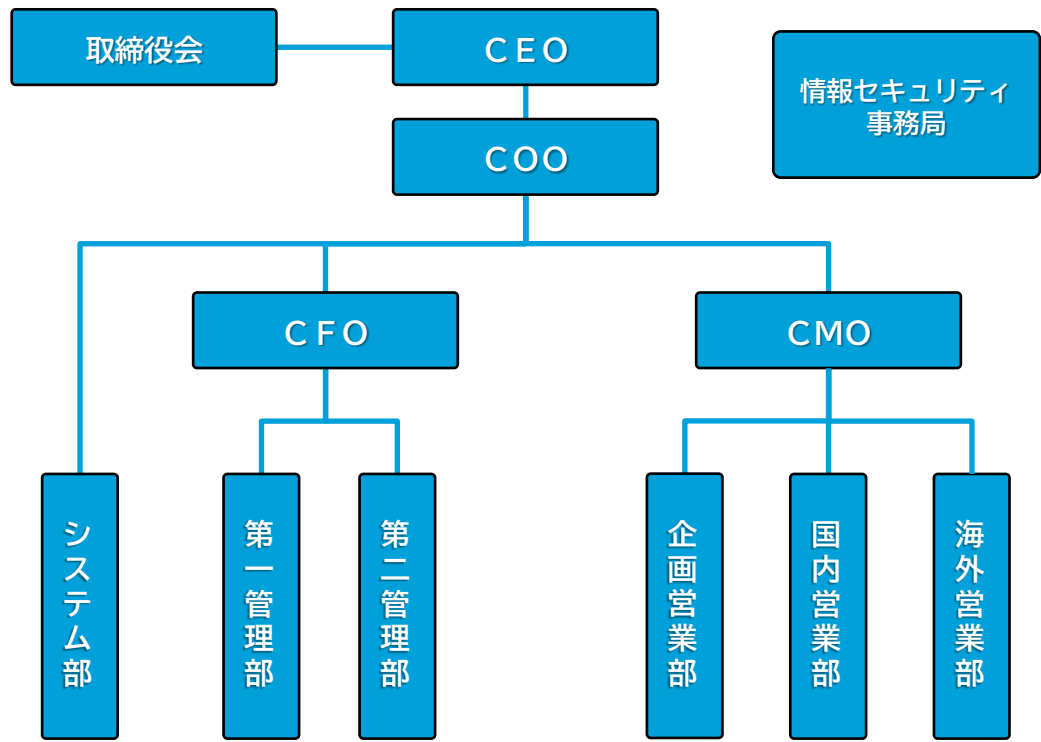 取締役会
ＣＥＯ
情報セキュリティ
事務局
ＣＯＯ
ＣＦＯ
ＣＭＯ
システム部
第一管理部
第二管理部
企画営業部
国内営業部
海外営業部